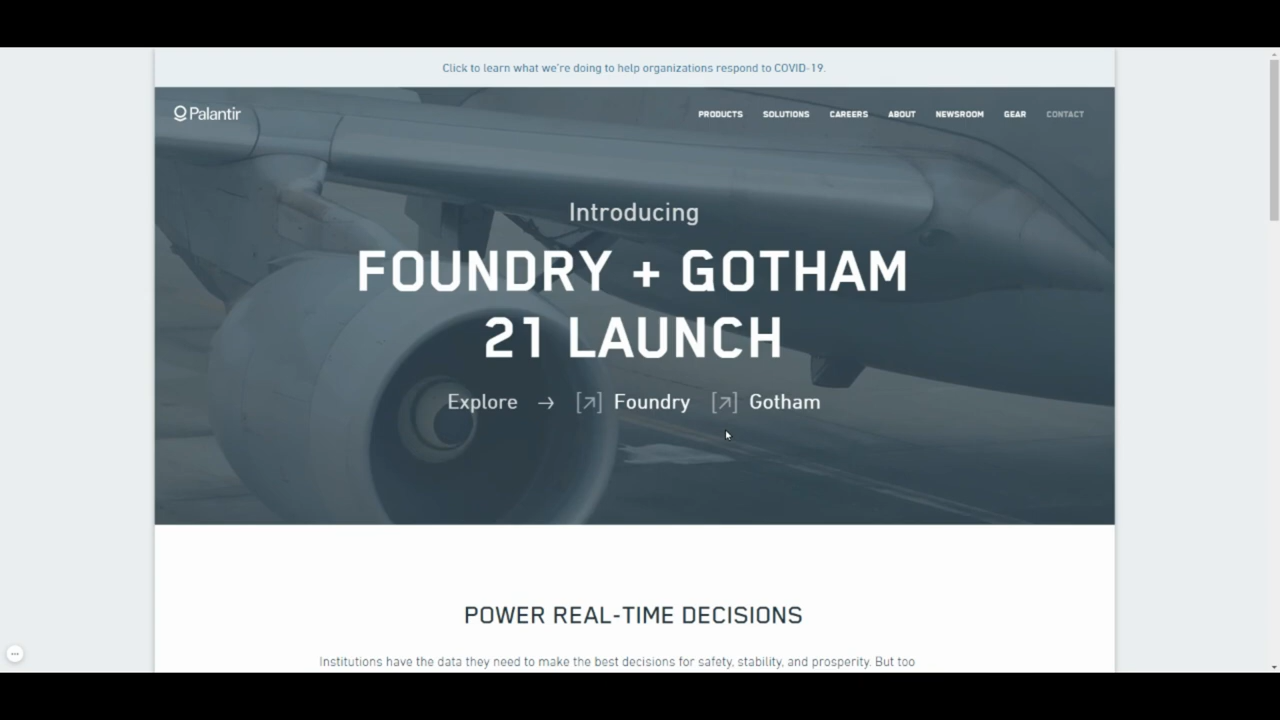 Click to learn what we're doing to help organizations respond to COVID-19.
Palantir
PRODUCTS SOLUTIONS CAREERS ABOUT NEWSROOM GEAR CONTACT
Introducing
FOUNDRY + GOTHAM
21 LAUNCH
Explore → [↗] Foundry [↗] Gotham
POWER REAL-TIME DECISIONS
Institutions have the data they need to make the best decisions for safety, stability, and prosperity. But too